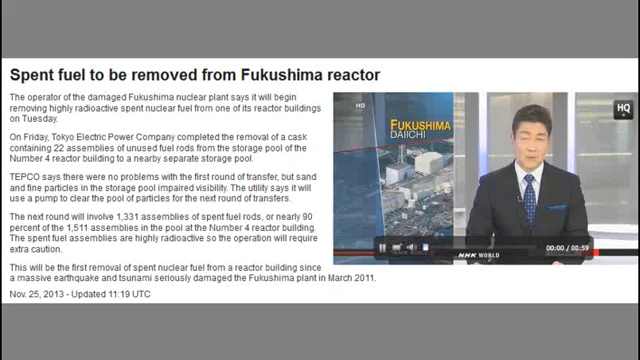 Spent fuel to be removed from Fukushima reactor
The operator of the damaged Fukushima nuclear plant says it will begin
removing highly radioactive spent nuclear fuel from one of its reactor buildings
on Tuesday.
On Friday, Tokyo Electric Power Company completed the removal of a cask
containing 22 assemblies of unused fuel rods from the storage pool of the
Number 4 reactor building to a nearby separate storage pool.
TEPCO says there were no problems with the first round of transfer, but sand
and fine particles in the storage pool impaired visibility. The utility says it will
use a pump to clear the pool of particles for the next round of transfers.
The next round will involve 1,331 assemblies of spent fuel rods, or nearly 90
percent of the 1,511 assemblies in the pool at the Number 4 reactor building.
The spent fuel assemblies are highly radioactive so the operation will require
extra caution.
This will be the first removal of spent nuclear fuel from a reactor building since
a massive earthquake and tsunami seriously damaged the Fukushima plant in March 2011.
Nov. 25, 2013 - Updated 11:19 UTC
HD
FUKUSHIMA
DAIICHI
HQ
00:00 / 00:59
NHK WORLD
NHK WORLD